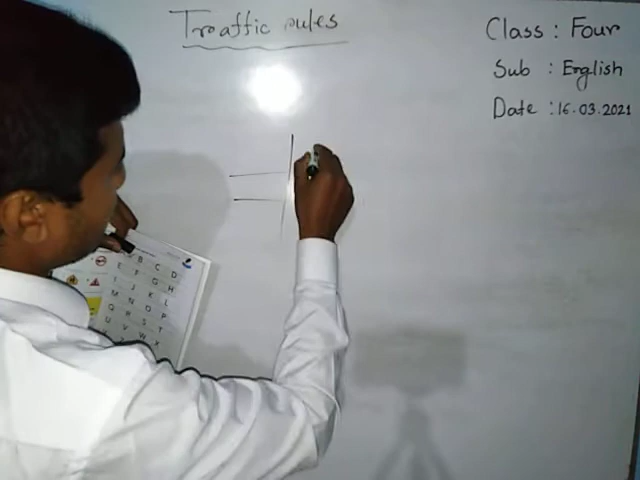 Traffic rules
Class : Four
Sub : English
Date : 16.03.2021
B C D
E F G H
I J K L
M N O P
Q R S T
U V W X